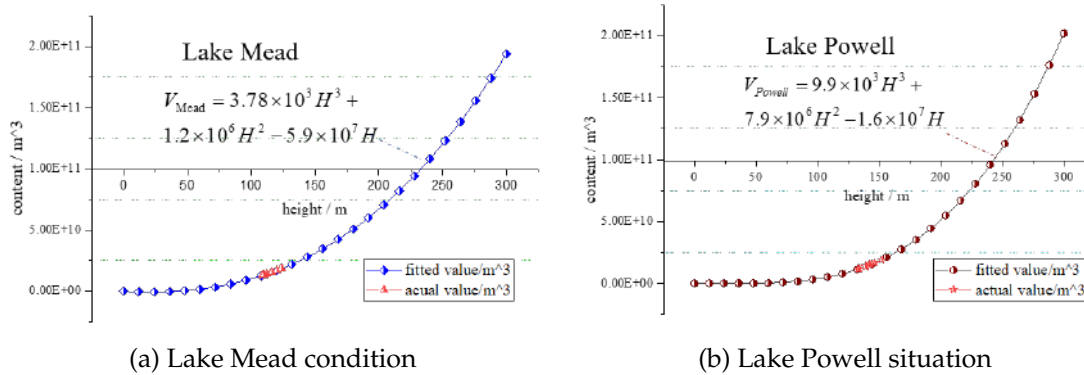 Lake Mead
V_Mead = 3.78×10^3 H^3 +
1.2×10^6 H^2 −5.9×10^7 H
content / m^3
2.00E+11
1.50E+11
1.00E+11
5.00E+10
0.00E+00
0 50 100 150 200 250 300
height / m
fitted value/m^3
acual value/m^3
(a) Lake Mead condition
Lake Powell
V_Powell = 9.9×10^3 H^3 +
7.9×10^6 H^2 −1.6×10^7 H
content / m^3
2.00E+11
1.50E+11
1.00E+11
5.00E+10
0.00E+00
0 50 100 150 200 250 300
height / m
fitted value/m^3
actual value/m^3
(b) Lake Powell situation